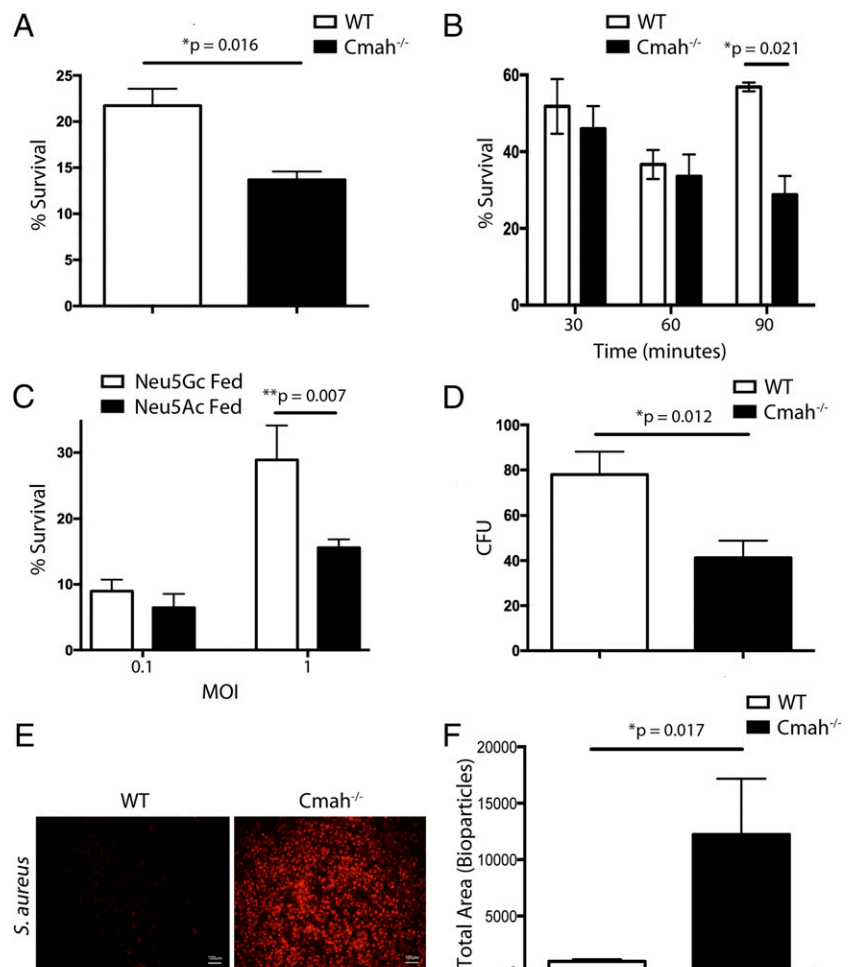 A
WT
Cmah-/-
*p = 0.016
25
20
15
10
5
0
% Survival
B
WT
Cmah-/-
*p = 0.021
60
40
20
0
% Survival
30 60 90
Time (minutes)
C
Neu5Gc Fed
Neu5Ac Fed
**p = 0.007
30
20
10
0
% Survival
0.1 1
MOI
D
WT
Cmah-/-
*p = 0.012
100
80
60
40
20
0
CFU
E
WT Cmah-/-
S. aureus
100um 100um
F
WT
Cmah-/-
*p = 0.017
20000
15000
10000
5000
Total Area (Bioparticles)